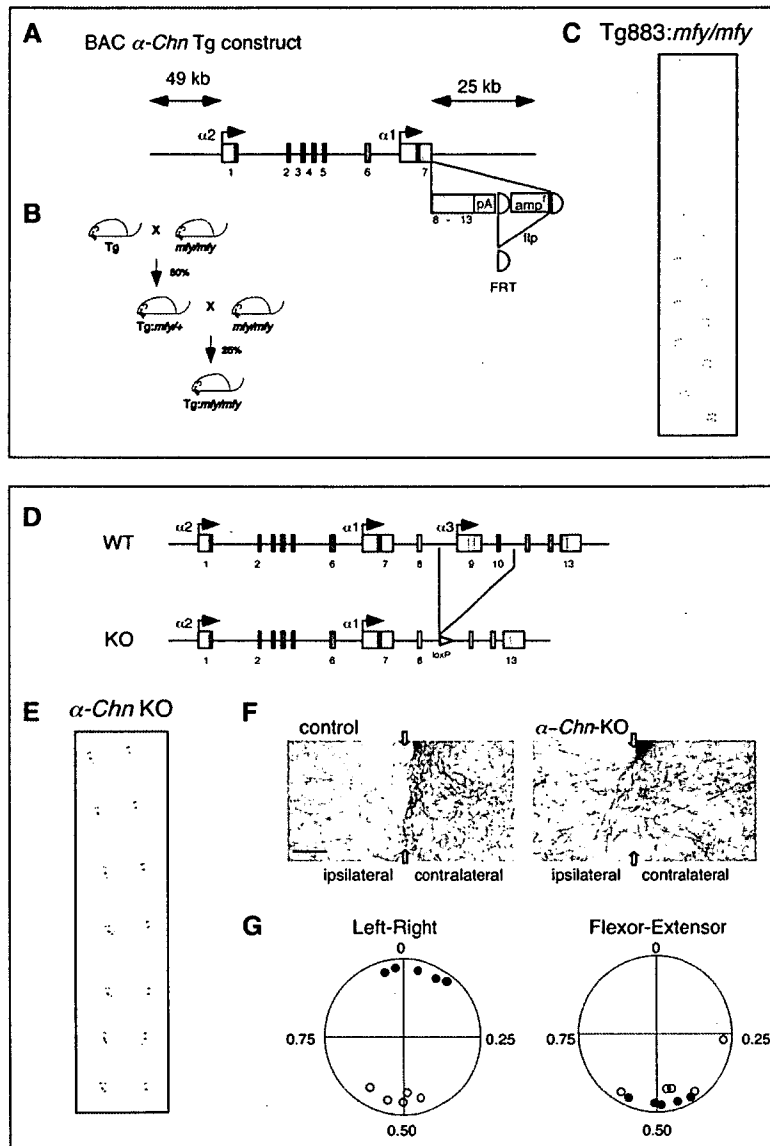 A
BAC α-Chn Tg construct
49 kb
25 kb
α2
α1
1
2
3
4
5
6
7
8 - 13
pA
ampr
flp
FRT
B
Tg
X
mfy/mfy
50%
Tg:mfy/+
X
mfy/mfy
25%
Tg:mfy/mfy
C
Tg883:mfy/mfy
D
WT
α2
α1
α3
1
2
6
7
8
9
10
13
KO
α2
α1
1
2
6
7
8
loxP
13
E
α-Chn KO
F
control
α-Chn-KO
ipsilateral
contralateral
ipsilateral
contralateral
G
Left-Right
0
0.75
0.25
0.50
Flexor-Extensor
0
0.75
0.25
0.50